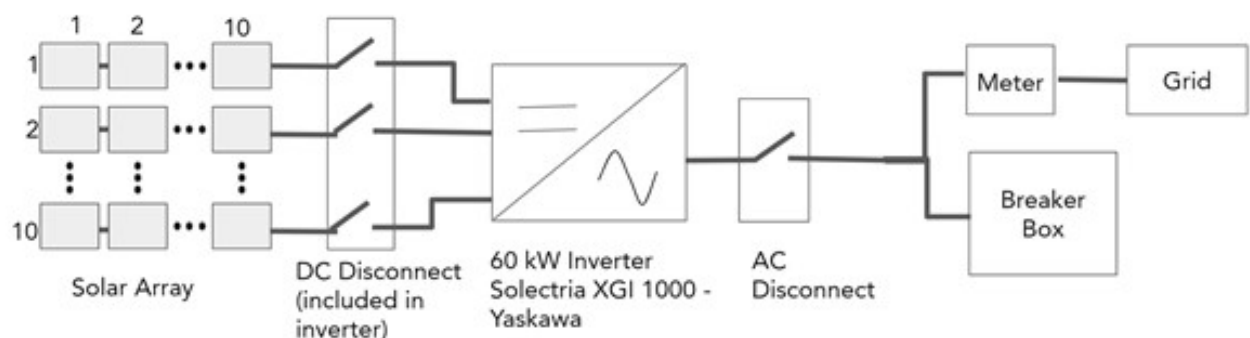 1 2 10
1
2
10
Solar Array
DC Disconnect
(included in
inverter)
60 kW Inverter
Solectria XGI 1000 -
Yaskawa
AC
Disconnect
Meter
Grid
Breaker
Box